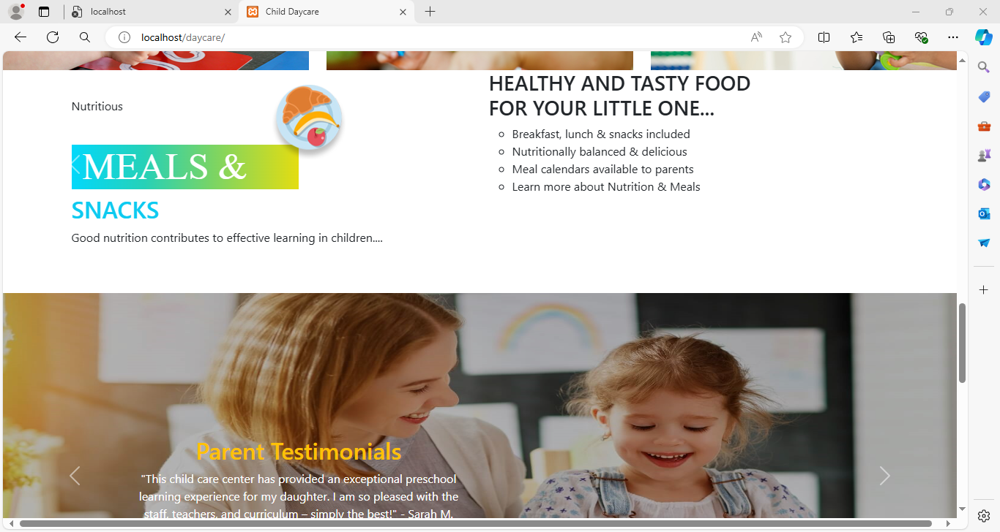 localhost
Child Daycare
localhost/daycare/
Nutritious
MEALS &
SNACKS
Good nutrition contributes to effective learning in children....
HEALTHY AND TASTY FOOD
FOR YOUR LITTLE ONE...
Breakfast, lunch & snacks included
Nutritionally balanced & delicious
Meal calendars available to parents
Learn more about Nutrition & Meals
Parent Testimonials
"This child care center has provided an exceptional preschool
learning experience for my daughter. I am so pleased with the
staff, teachers, and curriculum – simply the best!" - Sarah M.